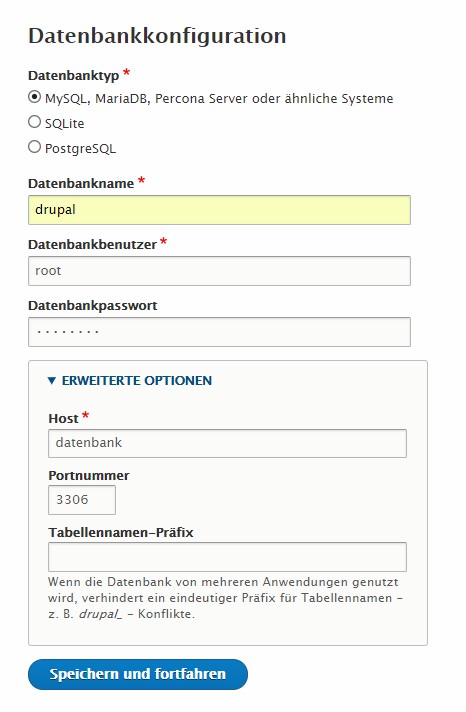 Datenbankkonfiguration
Datenbanktyp *
MySQL, MariaDB, Percona Server oder ähnliche Systeme
SQLite
PostgreSQL
Datenbankname *
drupal
Datenbankbenutzer *
root
Datenbankpasswort
········
▼ ERWEITERTE OPTIONEN
Host *
datenbank
Portnummer
3306
Tabellennamen-Präfix
Wenn die Datenbank von mehreren Anwendungen genutzt
wird, verhindert ein eindeutiger Präfix für Tabellennamen –
z. B. drupal_ – Konflikte.
Speichern und fortfahren